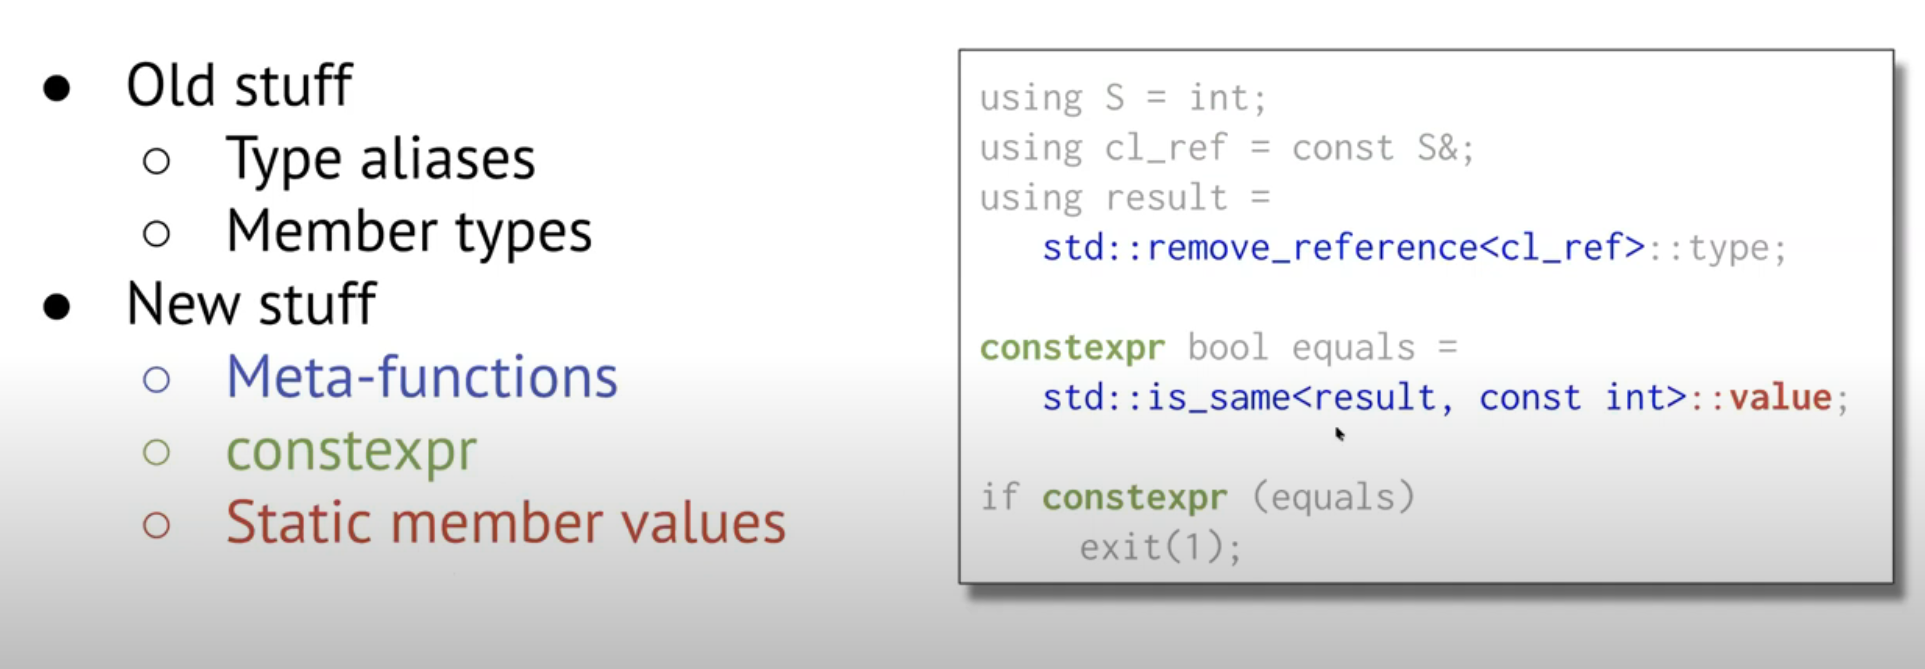 ● Old stuff
○ Type aliases
○ Member types
● New stuff
○ Meta-functions
○ constexpr
○ Static member values
using S = int;
using cl_ref = const S&;
using result =
std::remove_reference<cl_ref>::type;
constexpr bool equals =
std::is_same<result, const int>::value;
if constexpr (equals)
exit(1);